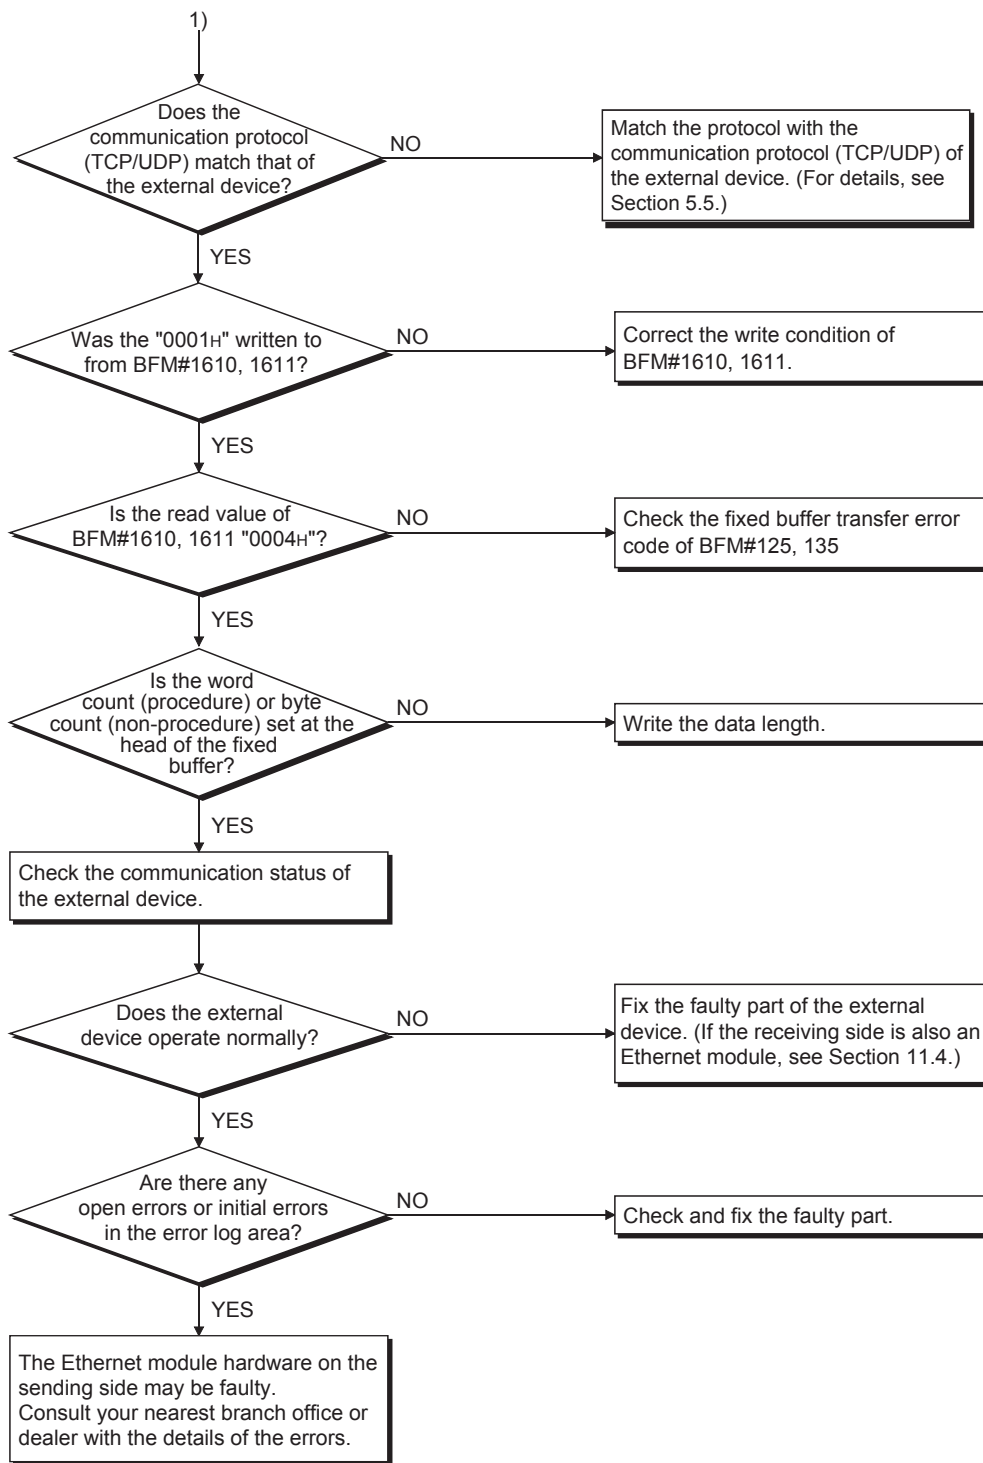 1)
Does the
communication protocol
(TCP/UDP) match that of
the external device?
NO
Match the protocol with the
communication protocol (TCP/UDP) of
the external device. (For details, see
Section 5.5.)
YES
Was the "0001H" written to
from BFM#1610, 1611?
NO
Correct the write condition of
BFM#1610, 1611.
YES
Is the read value of
BFM#1610, 1611 "0004H"?
NO
Check the fixed buffer transfer error
code of BFM#125, 135
YES
Is the word
count (procedure) or byte
count (non-procedure) set at the
head of the fixed
buffer?
NO
Write the data length.
YES
Check the communication status of
the external device.
Does the external
device operate normally?
NO
Fix the faulty part of the external
device. (If the receiving side is also an
Ethernet module, see Section 11.4.)
YES
Are there any
open errors or initial errors
in the error log area?
NO
Check and fix the faulty part.
YES
The Ethernet module hardware on the
sending side may be faulty.
Consult your nearest branch office or
dealer with the details of the errors.